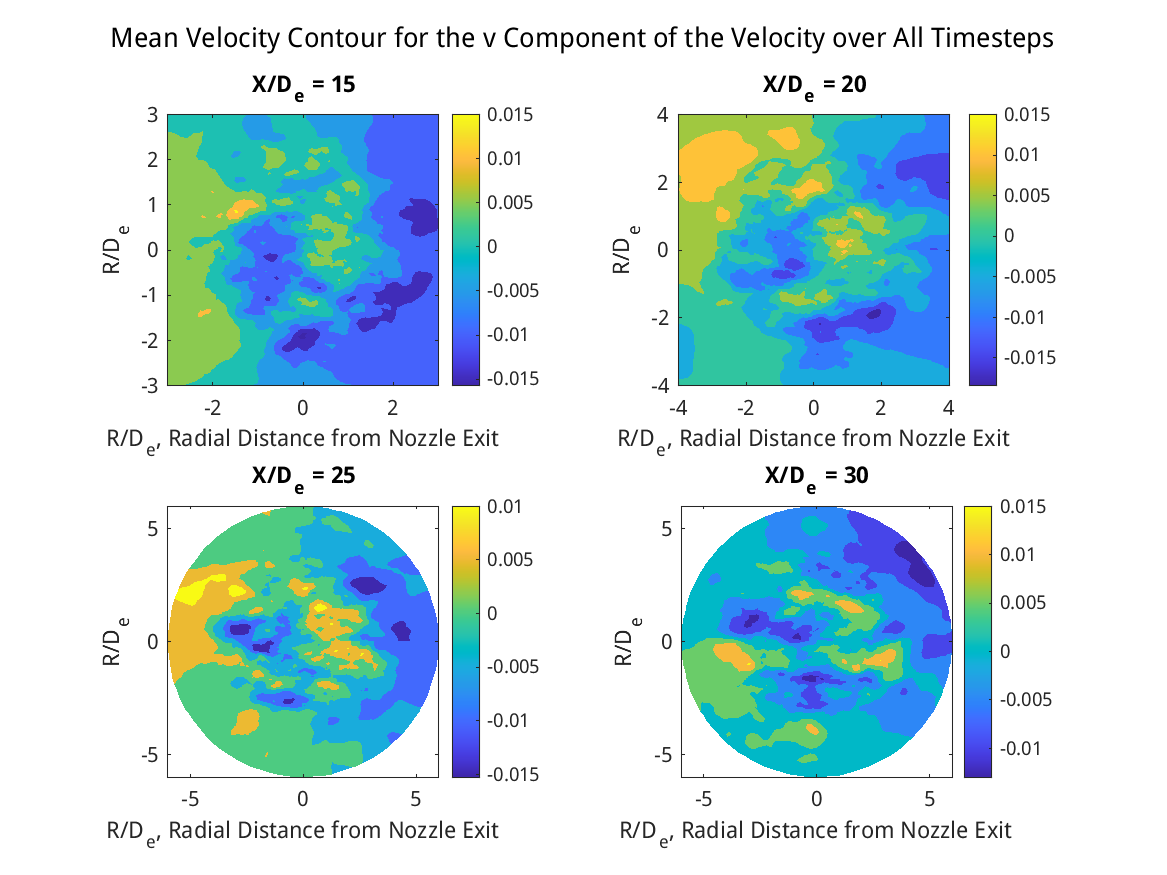 Mean Velocity Contour for the v Component of the Velocity over All Timesteps
X/De = 15
3
2
1
0
-1
-2
-3
R/De
-2 0 2
R/De, Radial Distance from Nozzle Exit
0.015
0.01
0.005
0
-0.005
-0.01
-0.015
X/De = 20
4
2
0
-2
-4
R/De
-4 -2 0 2 4
R/De, Radial Distance from Nozzle Exit
0.015
0.01
0.005
0
-0.005
-0.01
-0.015
X/De = 25
5
0
-5
R/De
-5 0 5
R/De, Radial Distance from Nozzle Exit
0.01
0.005
0
-0.005
-0.01
-0.015
X/De = 30
5
0
-5
R/De
-5 0 5
R/De, Radial Distance from Nozzle Exit
0.015
0.01
0.005
0
-0.005
-0.01